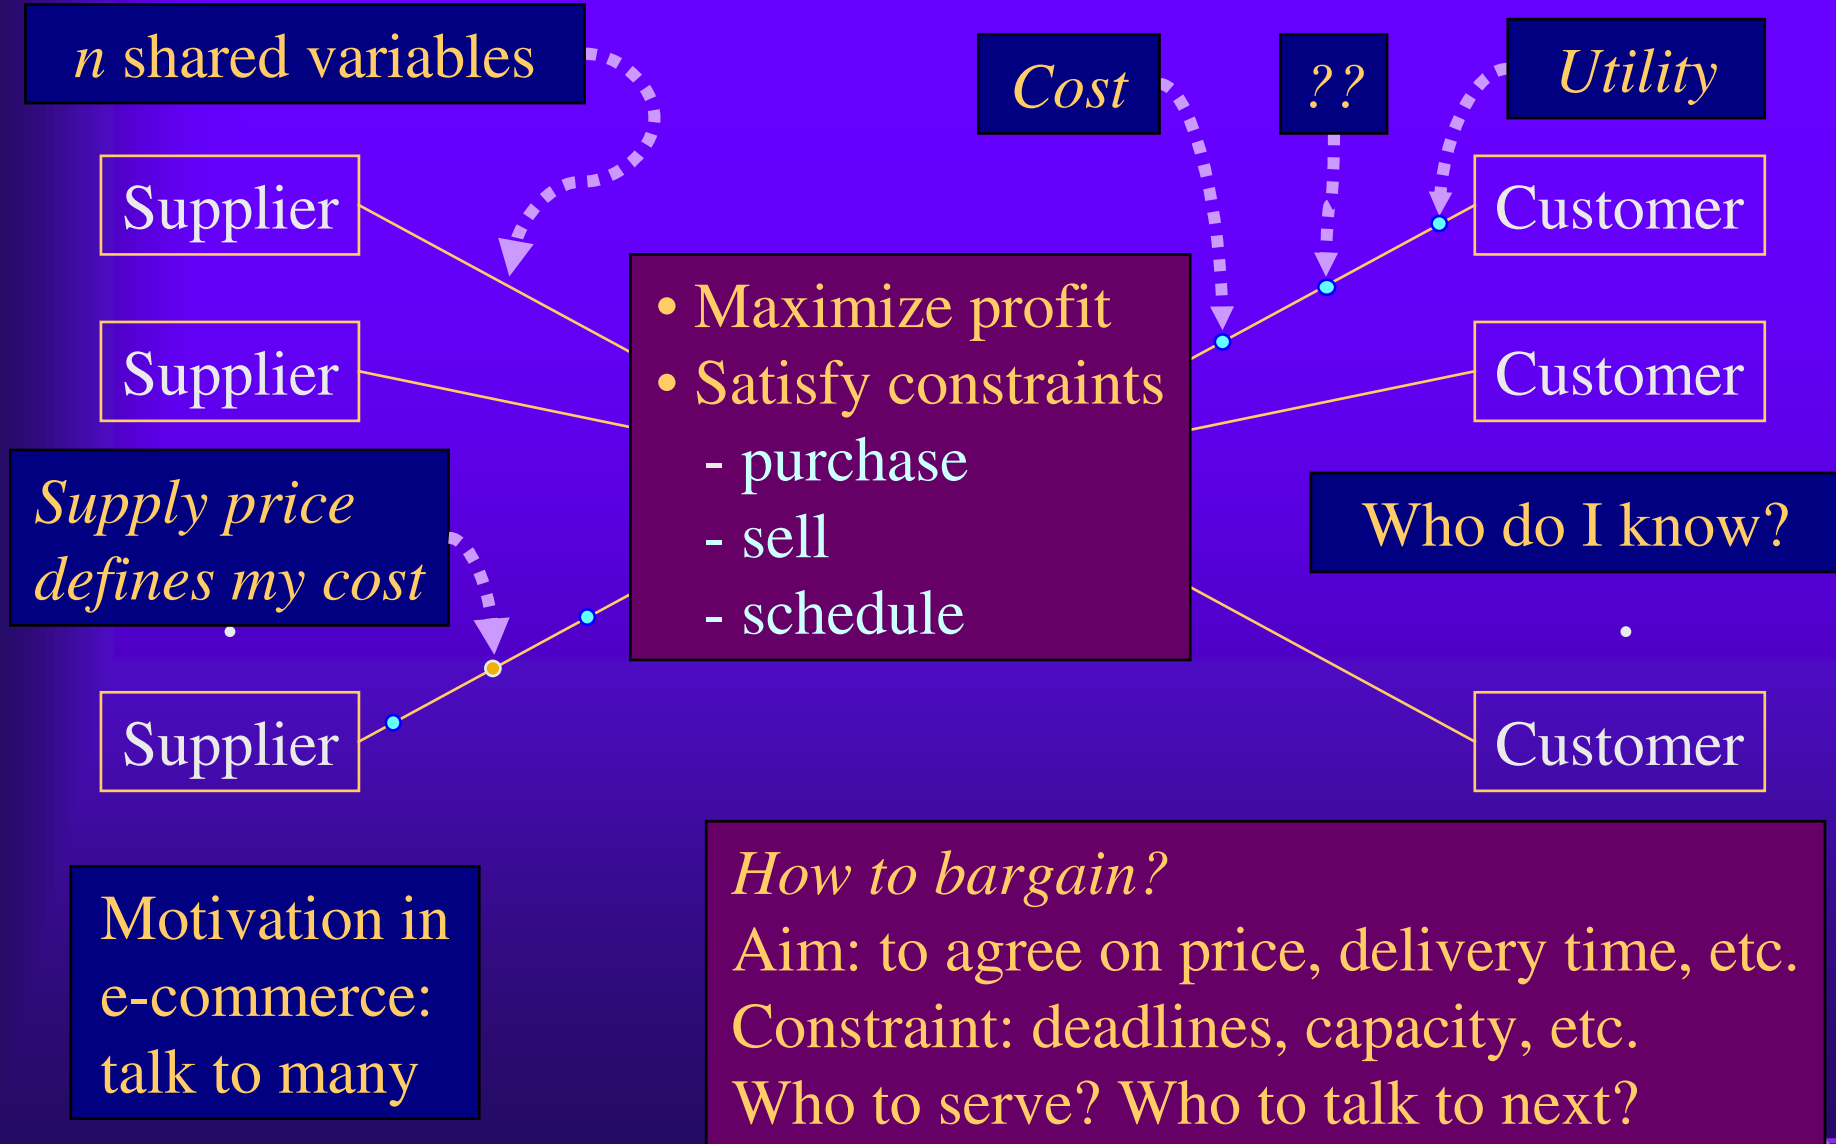 n shared variables
Cost
??
Utility
Supplier
Customer
• Maximize profit
• Satisfy constraints
- purchase
- sell
- schedule
Supplier
Customer
Supply price
defines my cost
Who do I know?
Supplier
Customer
Motivation in
e-commerce:
talk to many
How to bargain?
Aim: to agree on price, delivery time, etc.
Constraint: deadlines, capacity, etc.
Who to serve? Who to talk to next?